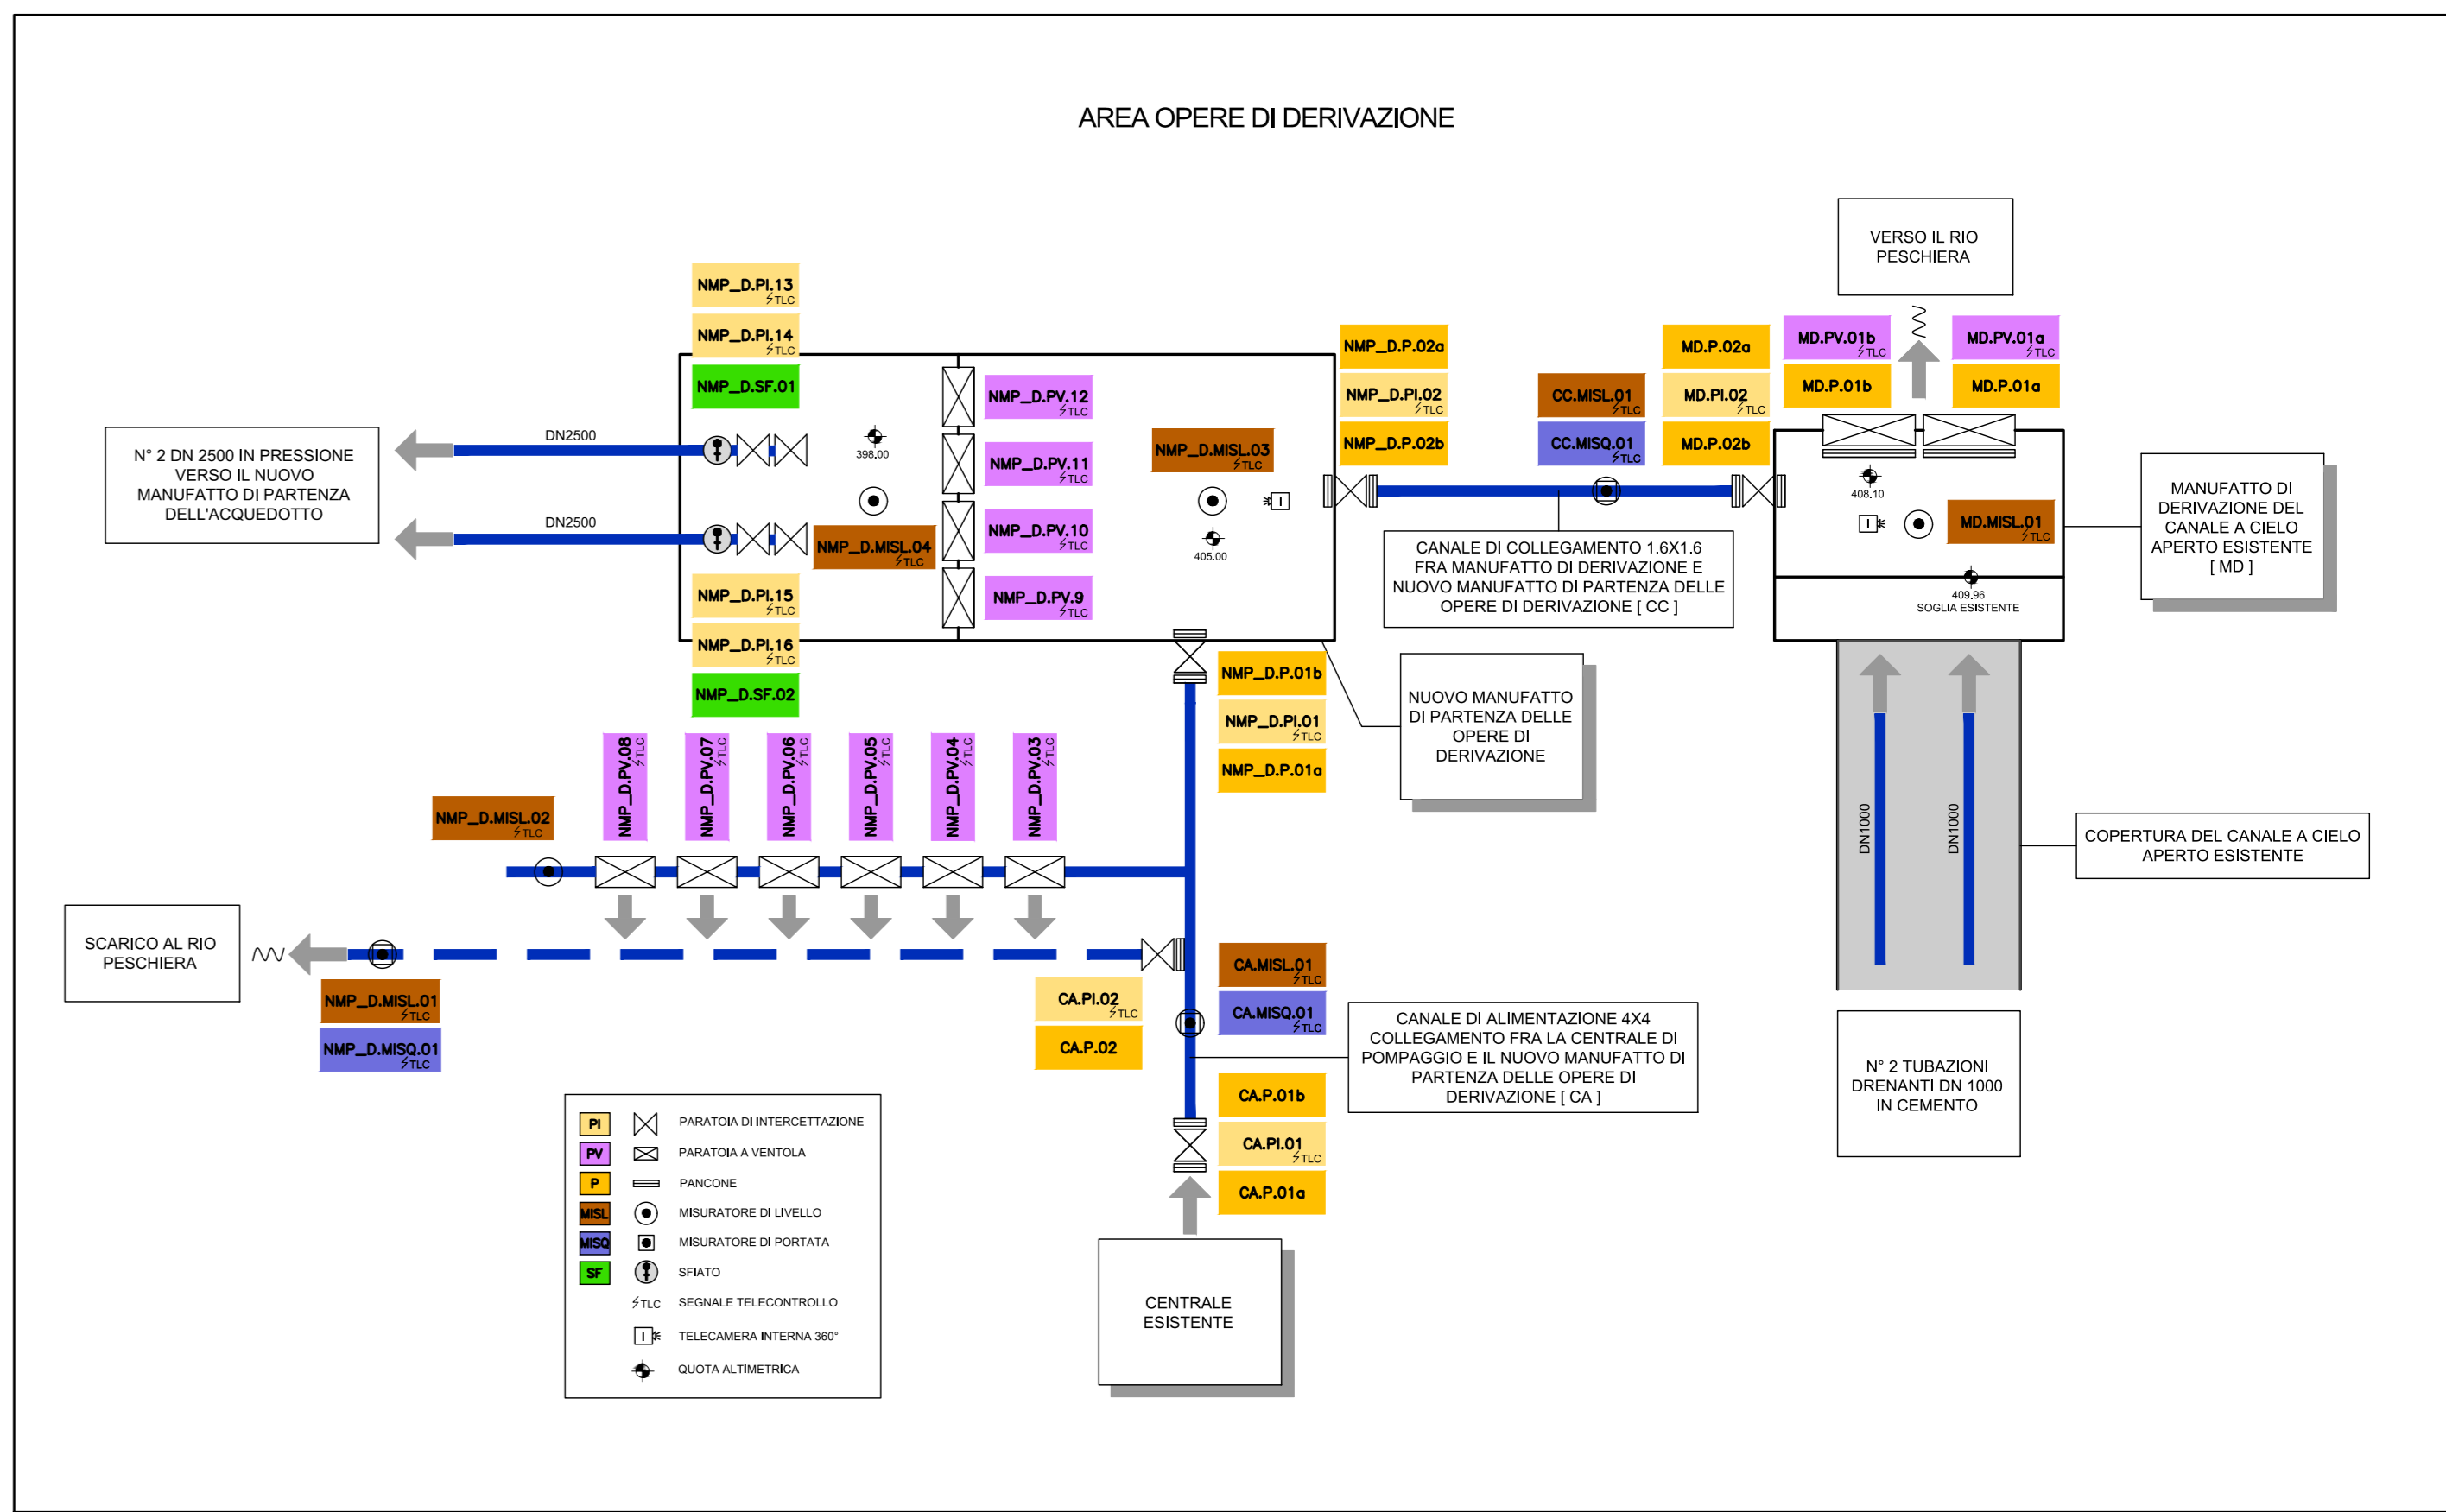 AREA OPERE DI DERIVAZIONE
VERSO IL RIO
PESCHIERA
NMP_D.PI.13
TLC
NMP_D.PI.14
TLC
NMP_D.SF.01
NMP_D.PV.12
TLC
NMP_D.PV.11
TLC
NMP_D.PV.10
TLC
NMP_D.PV.9
TLC
NMP_D.MISL.03
TLC
NMP_D.P.02a
NMP_D.PI.02
TLC
NMP_D.P.02b
CC.MISL.01
TLC
CC.MISQ.01
TLC
MD.P.02a
MD.PI.02
TLC
MD.P.02b
MD.PV.01b
TLC
MD.P.01b
MD.PV.01a
TLC
MD.P.01a
N° 2 DN 2500 IN PRESSIONE
VERSO IL NUOVO
MANUFATTO DI PARTENZA
DELL'ACQUEDOTTO
DN2500
DN2500
398.00
NMP_D.MISL.04
TLC
405.00
I
408.10
I
MD.MISL.01
TLC
409.96
SOGLIA ESISTENTE
MANUFATTO DI
DERIVAZIONE DEL
CANALE A CIELO
APERTO ESISTENTE
[ MD ]
CANALE DI COLLEGAMENTO 1.6X1.6
FRA MANUFATTO DI DERIVAZIONE E
NUOVO MANUFATTO DI PARTENZA DELLE
OPERE DI DERIVAZIONE [ CC ]
NMP_D.PI.15
TLC
NMP_D.PI.16
TLC
NMP_D.SF.02
NMP_D.P.01b
NMP_D.PI.01
TLC
NMP_D.P.01a
NUOVO MANUFATTO
DI PARTENZA DELLE
OPERE DI
DERIVAZIONE
NMP_D.PV.08
TLC
NMP_D.PV.07
TLC
NMP_D.PV.06
TLC
NMP_D.PV.05
TLC
NMP_D.PV.04
TLC
NMP_D.PV.03
TLC
NMP_D.MISL.02
TLC
DN1000
DN1000
COPERTURA DEL CANALE A CIELO
APERTO ESISTENTE
SCARICO AL RIO
PESCHIERA
NMP_D.MISL.01
TLC
NMP_D.MISQ.01
TLC
CA.PI.02
TLC
CA.P.02
CA.MISL.01
TLC
CA.MISQ.01
TLC
CANALE DI ALIMENTAZIONE 4X4
COLLEGAMENTO FRA LA CENTRALE DI
POMPAGGIO E IL NUOVO MANUFATTO DI
PARTENZA DELLE OPERE DI
DERIVAZIONE [ CA ]
N° 2 TUBAZIONI
DRENANTI DN 1000
IN CEMENTO
CA.P.01b
CA.PI.01
TLC
CA.P.01a
CENTRALE
ESISTENTE
PI PARATOIA DI INTERCETTAZIONE
PV PARATOIA A VENTOLA
P PANCONE
MISL MISURATORE DI LIVELLO
MISQ MISURATORE DI PORTATA
SF SFIATO
TLC SEGNALE TELECONTROLLO
I TELECAMERA INTERNA 360°
QUOTA ALTIMETRICA